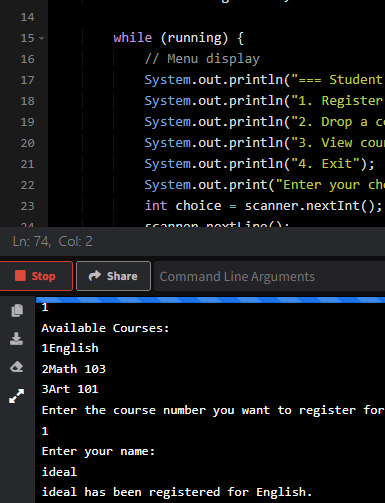 14
15 while (running) {
16 // Menu display
17 System.out.println("=== Student
18 System.out.println("1. Register
19 System.out.println("2. Drop a co
20 System.out.println("3. View cour
21 System.out.println("4. Exit");
22 System.out.print("Enter your cho
23 int choice = scanner.nextInt();
24 scanner.nextLine();
Ln: 74, Col: 2
Stop Share Command Line Arguments
1
Available Courses:
1English
2Math 103
3Art 101
Enter the course number you want to register for
1
Enter your name:
ideal
ideal has been registered for English.